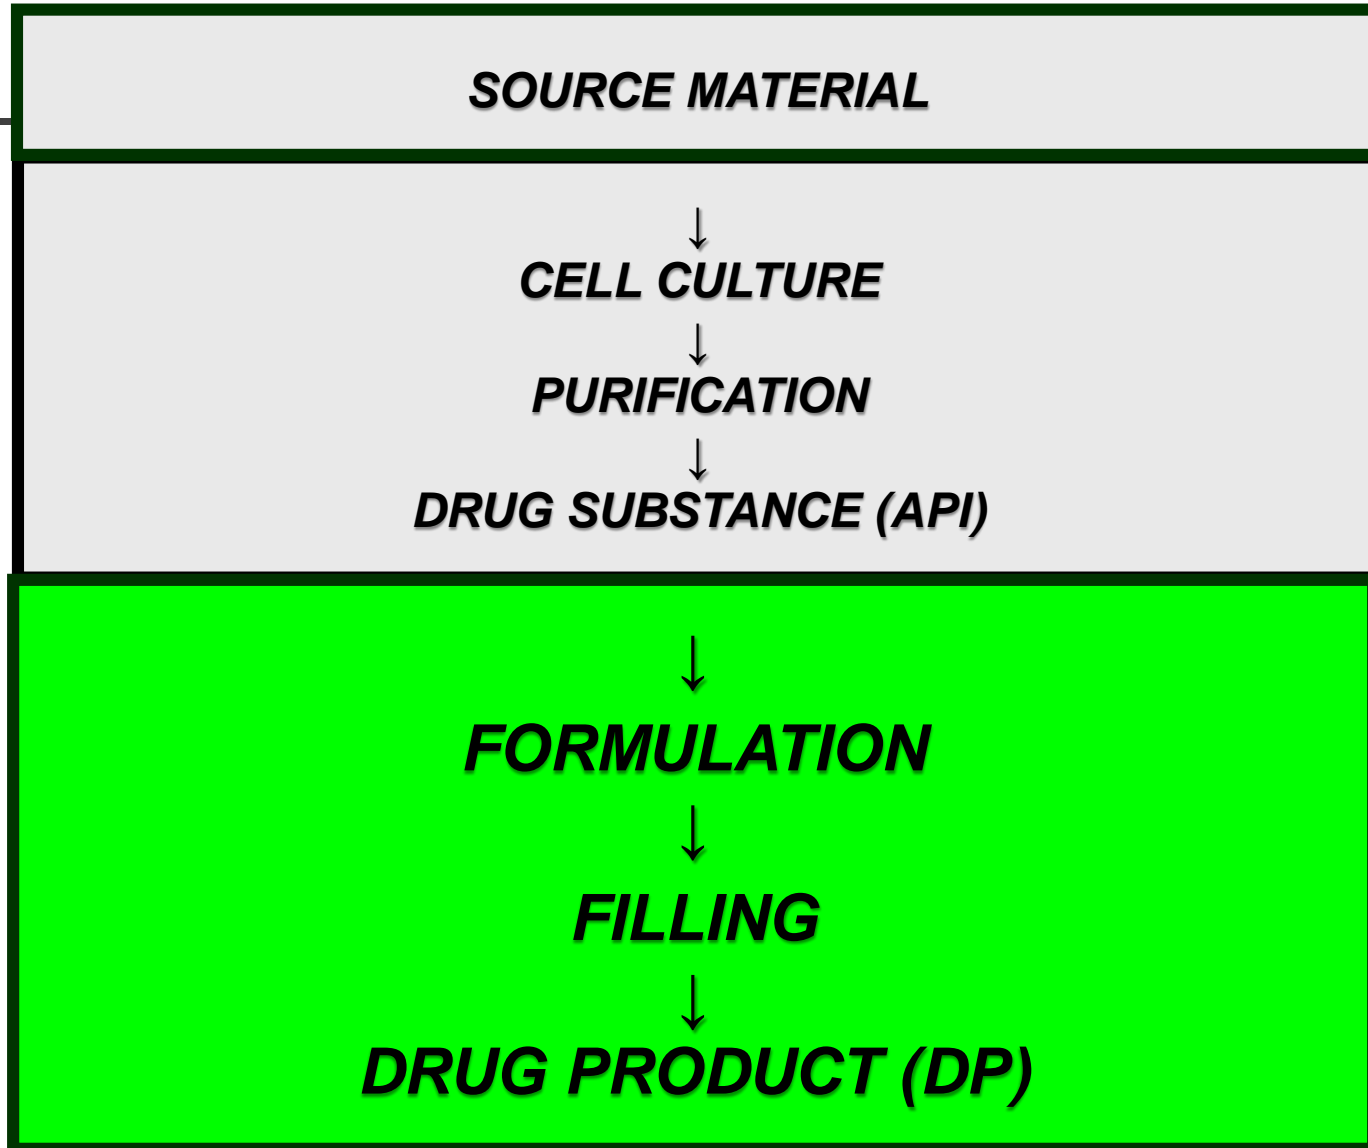 SOURCE MATERIAL
↓
CELL CULTURE
↓
PURIFICATION
↓
DRUG SUBSTANCE (API)
↓
FORMULATION
↓
FILLING
↓
DRUG PRODUCT (DP)